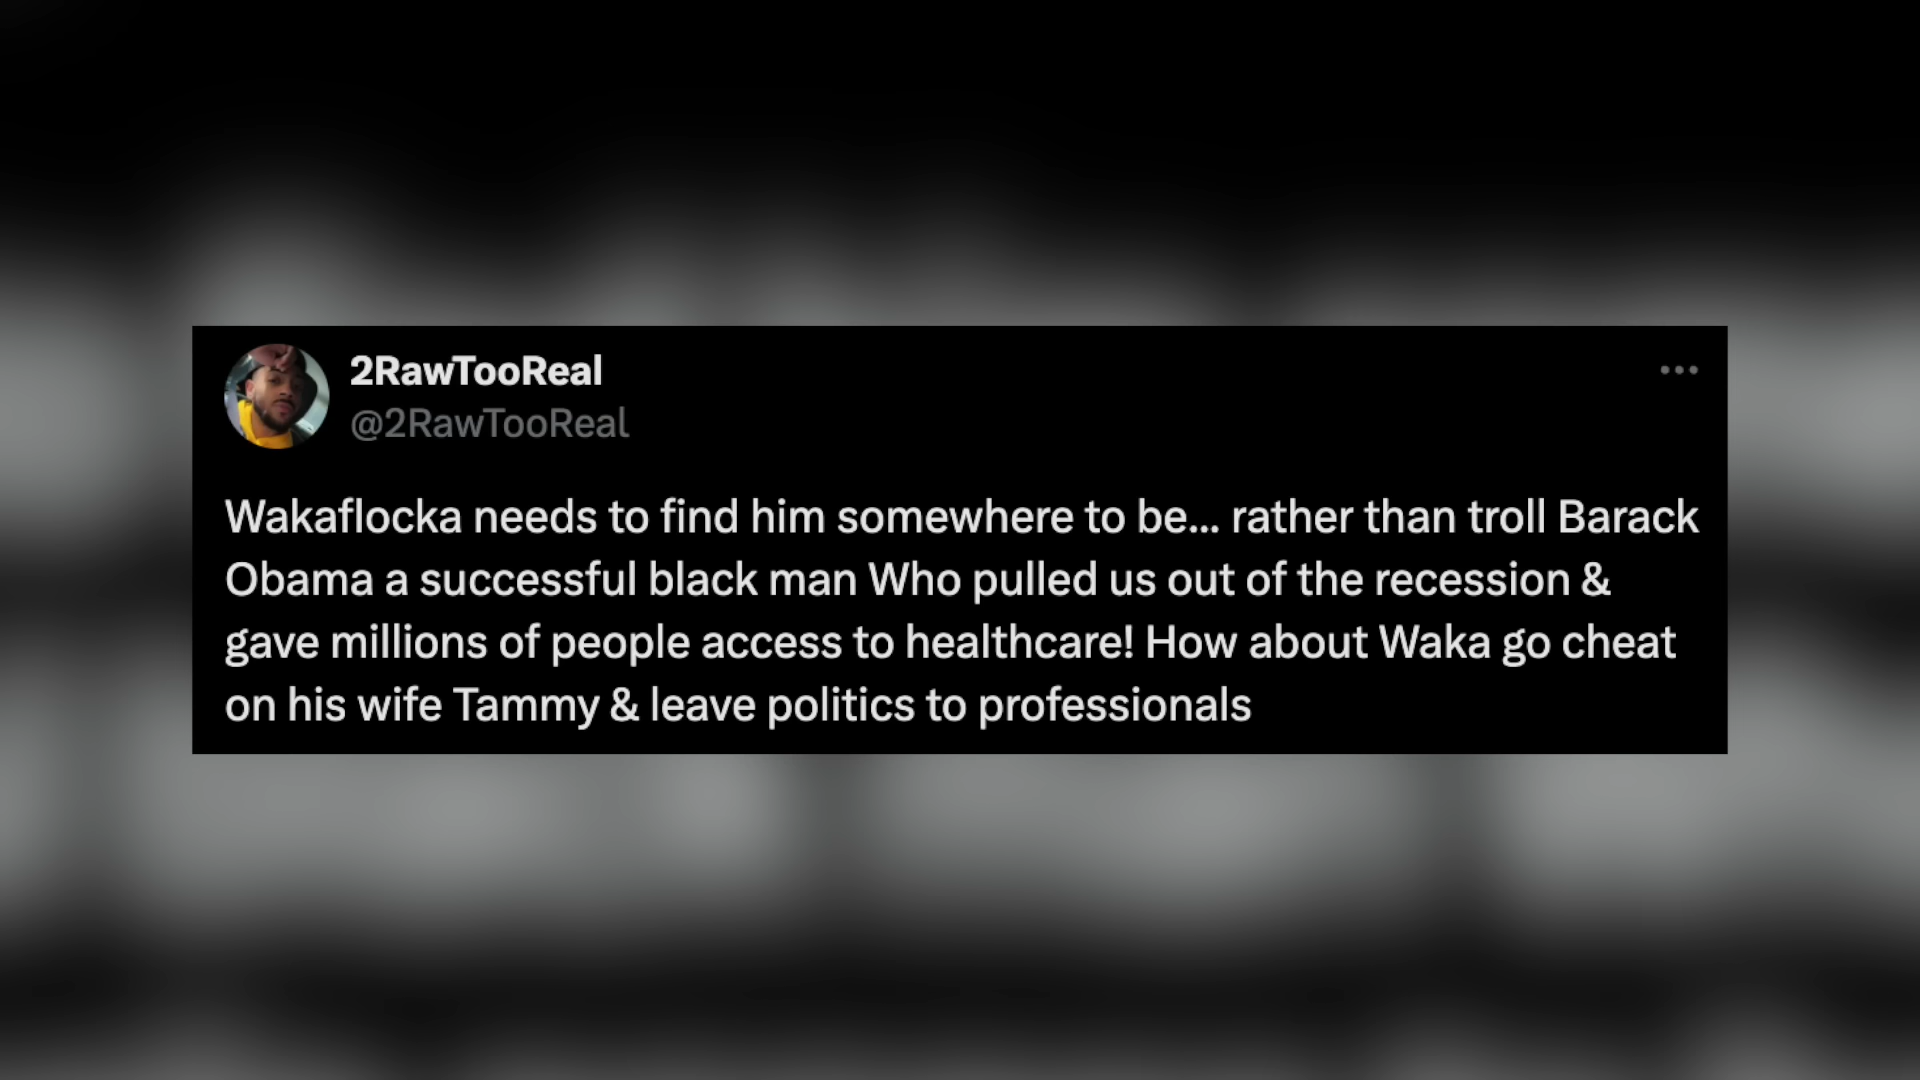 2RawTooReal
@2RawTooReal
Wakaflocka needs to find him somewhere to be... rather than troll Barack
Obama a successful black man Who pulled us out of the recession &
gave millions of people access to healthcare! How about Waka go cheat
on his wife Tammy & leave politics to professionals